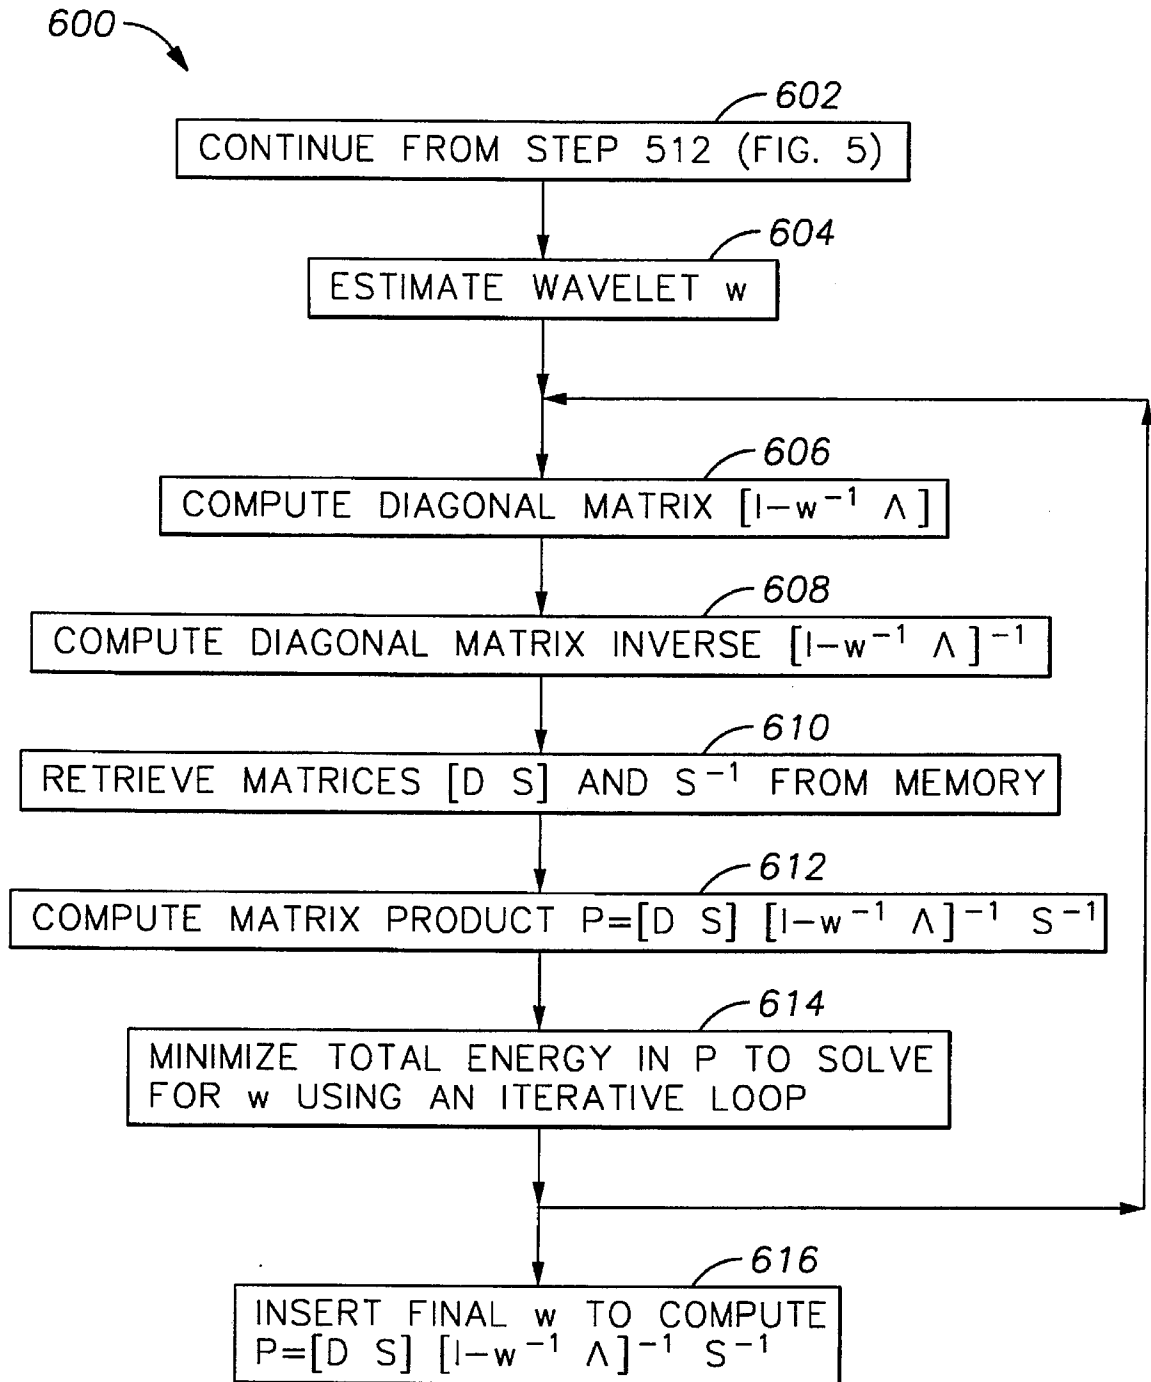 600
602
CONTINUE FROM STEP 512 (FIG. 5)
604
ESTIMATE WAVELET w
606
COMPUTE DIAGONAL MATRIX [I−w⁻¹ Λ]
608
COMPUTE DIAGONAL MATRIX INVERSE [I−w⁻¹ Λ]⁻¹
610
RETRIEVE MATRICES [D S] AND S⁻¹ FROM MEMORY
612
COMPUTE MATRIX PRODUCT P=[D S] [I−w⁻¹ Λ]⁻¹ S⁻¹
614
MINIMIZE TOTAL ENERGY IN P TO SOLVE
FOR w USING AN ITERATIVE LOOP
616
INSERT FINAL w TO COMPUTE
P=[D S] [I−w⁻¹ Λ]⁻¹ S⁻¹